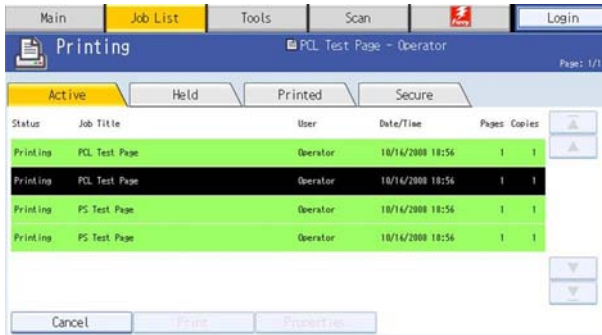 Main Job List Tools Scan Fiery Login
Printing PCL Test Page - Operator
Page: 1/1
Active Held Printed Secure
Status Job Title User Date/Time Pages Copies
Printing PCL Test Page Operator 10/16/2008 18:56 1 1
Printing PCL Test Page Operator 10/16/2008 18:56 1 1
Printing PS Test Page Operator 10/16/2008 18:56 1 1
Printing PS Test Page Operator 10/16/2008 18:56 1 1
Cancel Print Properties...